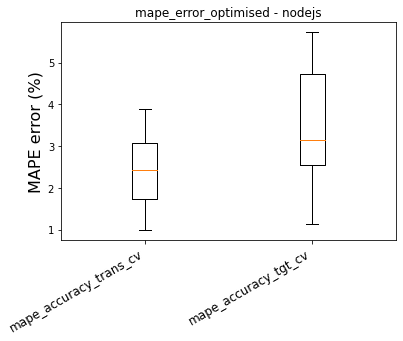 mape_error_optimised - nodejs
MAPE error (%)
5
4
3
2
1
mape_accuracy_trans_cv
mape_accuracy_tgt_cv